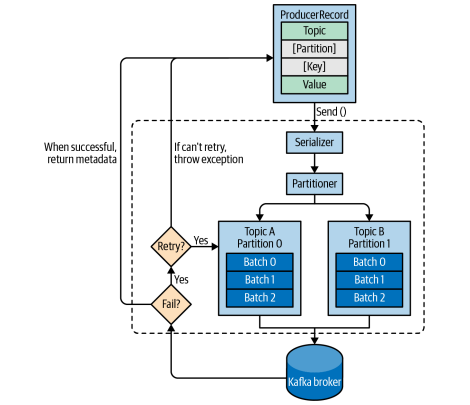 ProducerRecord
Topic
[Partition]
[Key]
Value
Send ()
When successful,
return metadata
If can't retry,
throw exception
Serializer
Partitioner
Retry?
Yes
Topic A
Partition 0
Batch 0
Batch 1
Batch 2
Topic B
Partition 1
Batch 0
Batch 1
Batch 2
Yes
Fail?
Kafka broker